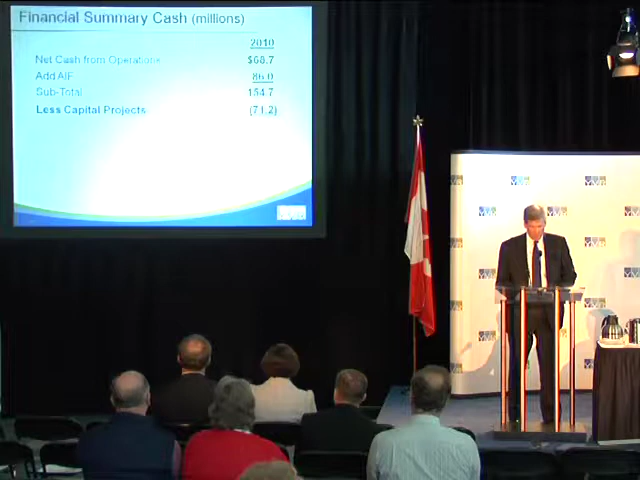 Financial Summary Cash (millions)
2010
Net Cash from Operations $68.7
Add AIF 86.0
Sub-Total 154.7
Less Capital Projects (71.2)
YVR